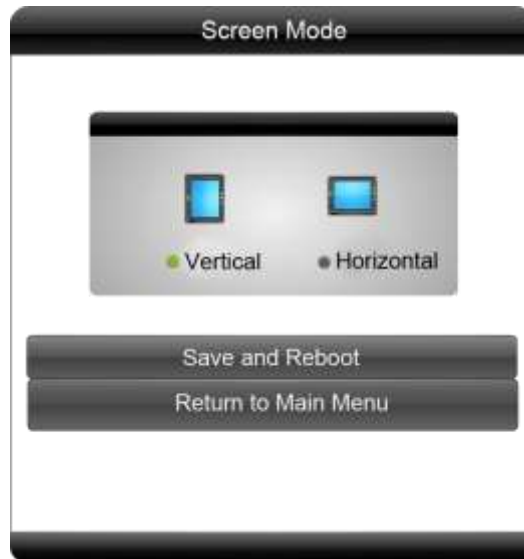 Screen Mode
Vertical
Horizontal
Save and Reboot
Return to Main Menu